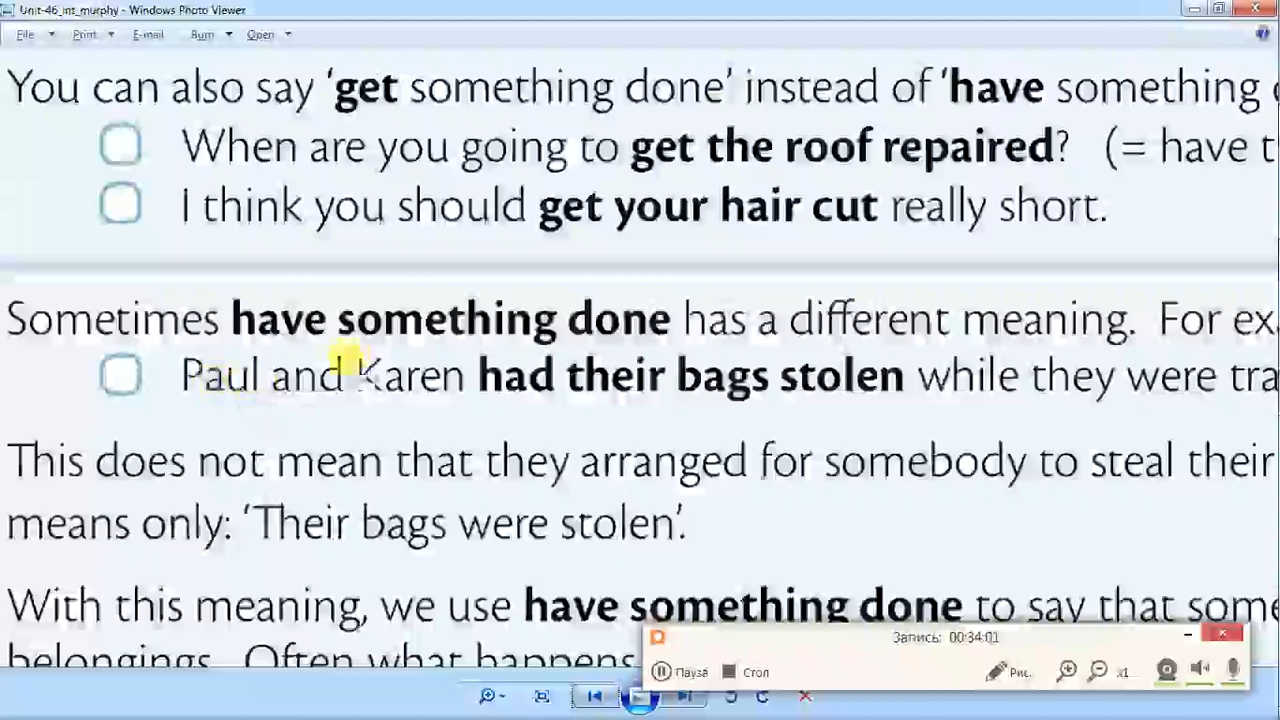 Unit-46_int_murphy - Windows Photo Viewer
File Print E-mail Burn Open
You can also say ‘get something done’ instead of ‘have something
When are you going to get the roof repaired? (= have t
I think you should get your hair cut really short.
Sometimes have something done has a different meaning. For ex
Paul and Karen had their bags stolen while they were tra
This does not mean that they arranged for somebody to steal their
means only: ‘Their bags were stolen’.
With this meaning, we use have something done to say that some
belongings. Often what happens
Запись: 00:34:01
Пауза Стоп Рис. x1...